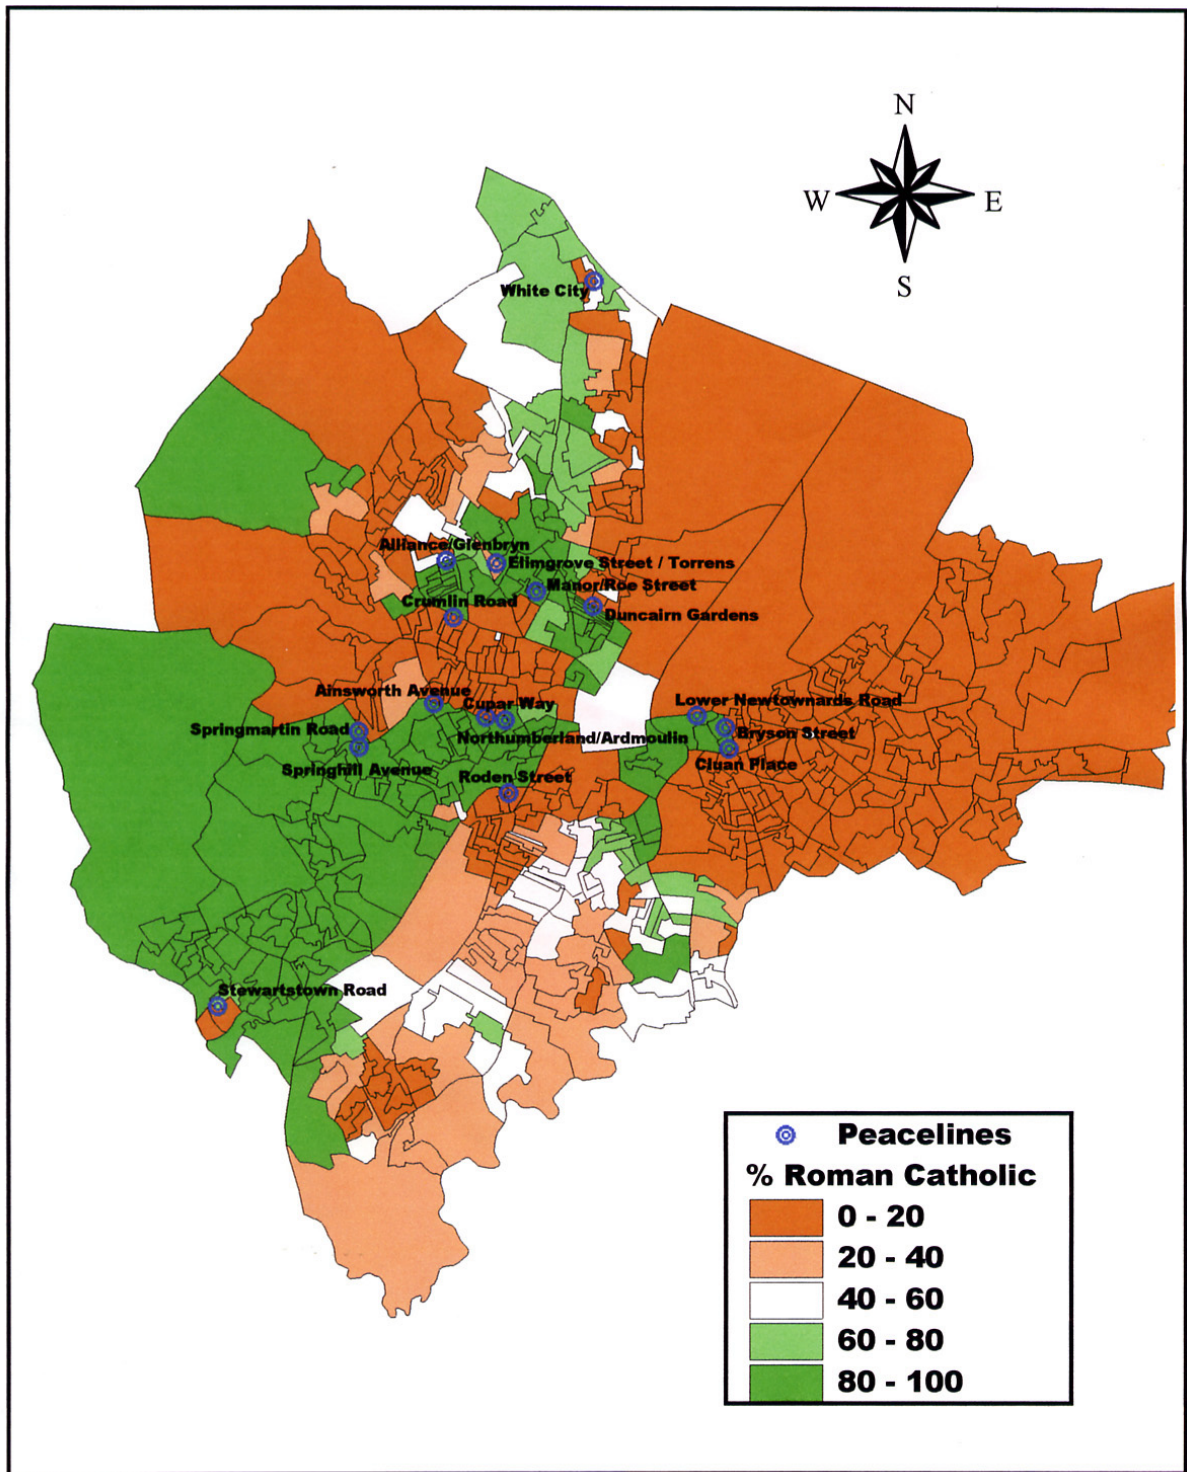 N
W
E
S
White City
Alliance/Glenbryn
Elimgrove Street / Torrens
Manor/Roe Street
Crumlin Road
Duncairn Gardens
Ainsworth Avenue
Cupar Way
Lower Newtownards Road
Springmartin Road
Northumberland/Ardmoulin
Bryson Street
Springhill Avenue
Cluan Place
Roden Street
Stewartstown Road
Peacelines
% Roman Catholic
0 - 20
20 - 40
40 - 60
60 - 80
80 - 100